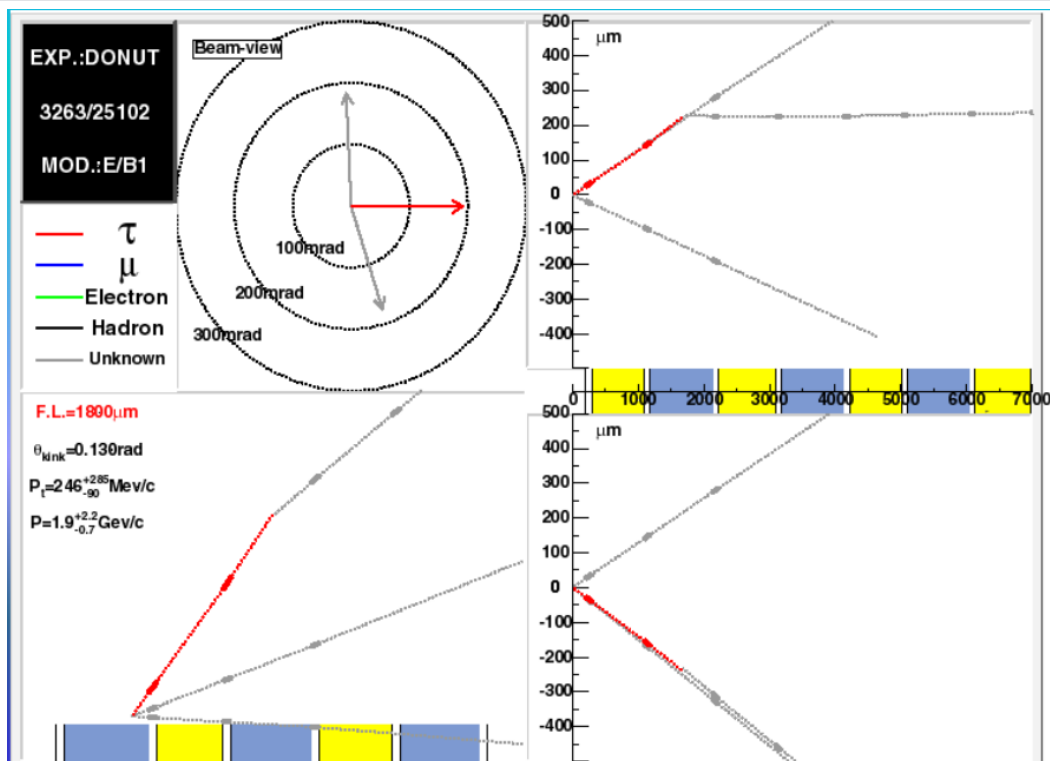 EXP.:DONUT
3263/25102
MOD.:E/B1
τ
μ
Electron
Hadron
Unknown
Beam-view
100mrad
200mrad
300mrad
μm
500
400
300
200
100
0
-100
-200
-300
-400
0 1000 2000 3000 4000 5000 6000 7000
F.L.=1800μm
θkink=0.130rad
Pt=246+285-90Mev/c
P=1.9+2.2-0.7Gev/c
μm
500
400
300
200
100
0
-100
-200
-300
-400